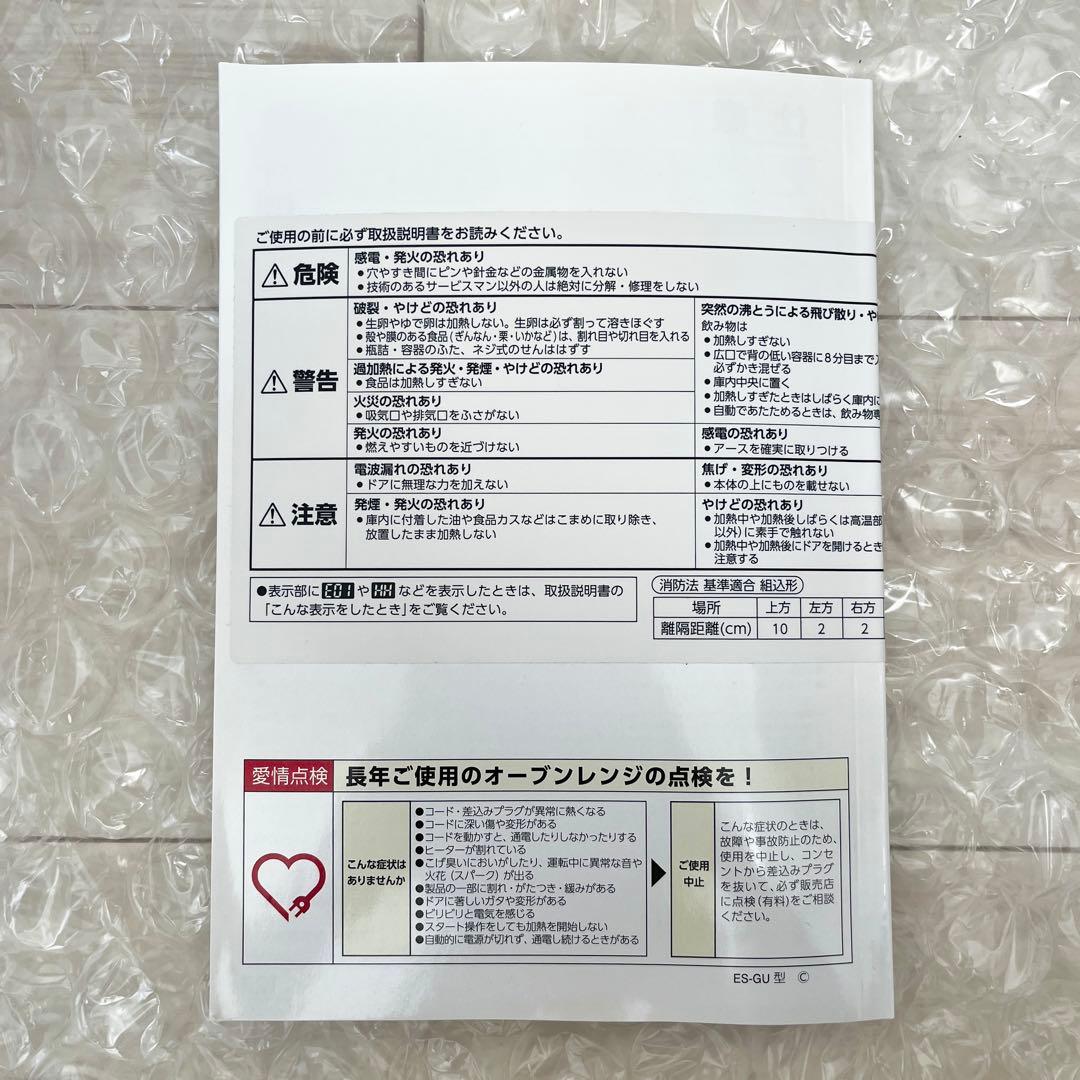 ご使用の前に必ず取扱説明書をお読みください。
危険
感電・発火の恐れあり
●穴やすき間にピンや針金などの金属物を入れない
●技術のあるサービスマン以外の人は絶対に分解・修理をしない
警告
破裂・やけどの恐れあり
●生卵やゆで卵は加熱しない。生卵は必ず割って溶きほぐす
●殻や膜のある食品(ぎんなん・栗・いかなど)は、割れ目や切れ目を入れる
●瓶詰・容器のふた、ネジ式のせんははずす
過加熱による発火・発煙・やけどの恐れあり
●食品は加熱しすぎない
火災の恐れあり
●吸気口や排気口をふさがない
発火の恐れあり
●燃えやすいものを近づけない
突然の沸とうによる飛び散り・や
飲み物は
●加熱しすぎない
●広口で背の低い容器に8分目まで入
必ずかき混ぜる
●庫内中央に置く
●加熱しすぎたときはしばらく庫内に
●自動であたためるときは、飲み物専
感電の恐れあり
●アースを確実に取りつける
注意
電波漏れの恐れあり
●ドアに無理な力を加えない
発煙・発火の恐れあり
●庫内に付着した油や食品カスなどはこまめに取り除き、
放置したまま加熱しない
焦げ・変形の恐れあり
●本体の上にものを載せない
やけどの恐れあり
●加熱中や加熱後しばらくは高温部
以外)に素手で触れない
●加熱中や加熱後にドアを開けるとき
注意する
●表示部に E01 や HH などを表示したときは、取扱説明書の
「こんな表示をしたとき」をご覧ください。
消防法 基準適合 組込形
場所 上方 左方 右方
離隔距離(cm) 10 2 2
愛情点検 長年ご使用のオーブンレンジの点検を!
こんな症状は
ありませんか
●コード・差込みプラグが異常に熱くなる
●コードに深い傷や変形がある
●コードを動かすと、通電したりしなかったりする
●ヒーターが割れている
●こげ臭いにおいがしたり、運転中に異常な音や
火花(スパーク)が出る
●製品の一部に割れ・がたつき・緩みがある
●ドアに著しいガタや変形がある
●ビリビリと電気を感じる
●スタート操作をしても加熱を開始しない
●自動的に電源が切れず、通電し続けるときがある
ご使用
中止
こんな症状のときは、
故障や事故防止のため、
使用を中止し、コンセ
ントから差込みプラグ
を抜いて、必ず販売店
に点検(有料)をご相談
ください。
ES-GU 型 Ⓒ